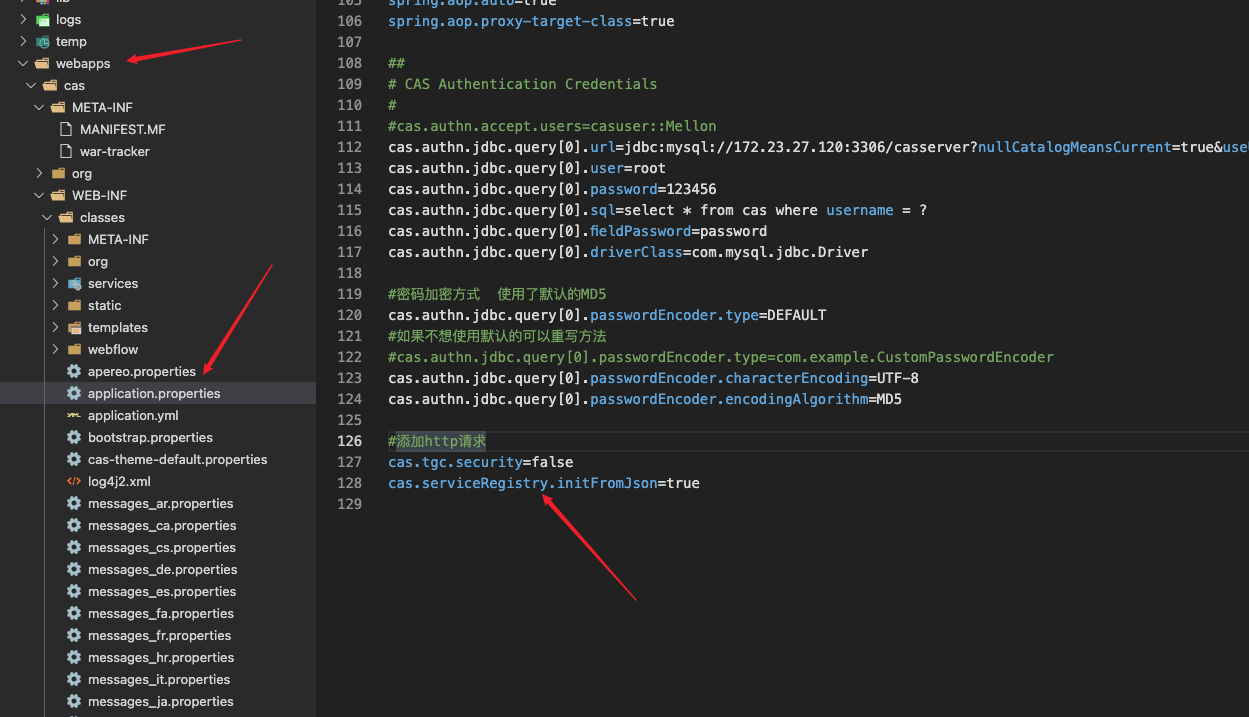 lib
logs
temp
webapps
cas
META-INF
MANIFEST.MF
war-tracker
org
WEB-INF
classes
META-INF
org
services
static
templates
webflow
apereo.properties
application.properties
application.yml
bootstrap.properties
cas-theme-default.properties
log4j2.xml
messages_ar.properties
messages_ca.properties
messages_cs.properties
messages_de.properties
messages_es.properties
messages_fa.properties
messages_fr.properties
messages_hr.properties
messages_it.properties
messages_ja.properties
105 spring.aop.auto=true
106 spring.aop.proxy-target-class=true
107
108 ##
109 # CAS Authentication Credentials
110 #
111 #cas.authn.accept.users=casuser::Mellon
112 cas.authn.jdbc.query[0].url=jdbc:mysql://172.23.27.120:3306/casserver?nullCatalogMeansCurrent=true&useU
113 cas.authn.jdbc.query[0].user=root
114 cas.authn.jdbc.query[0].password=123456
115 cas.authn.jdbc.query[0].sql=select * from cas where username = ?
116 cas.authn.jdbc.query[0].fieldPassword=password
117 cas.authn.jdbc.query[0].driverClass=com.mysql.jdbc.Driver
118
119 #密码加密方式  使用了默认的MD5
120 cas.authn.jdbc.query[0].passwordEncoder.type=DEFAULT
121 #如果不想使用默认的可以重写方法
122 #cas.authn.jdbc.query[0].passwordEncoder.type=com.example.CustomPasswordEncoder
123 cas.authn.jdbc.query[0].passwordEncoder.characterEncoding=UTF-8
124 cas.authn.jdbc.query[0].passwordEncoder.encodingAlgorithm=MD5
125
126 #添加http请求
127 cas.tgc.security=false
128 cas.serviceRegistry.initFromJson=true
129